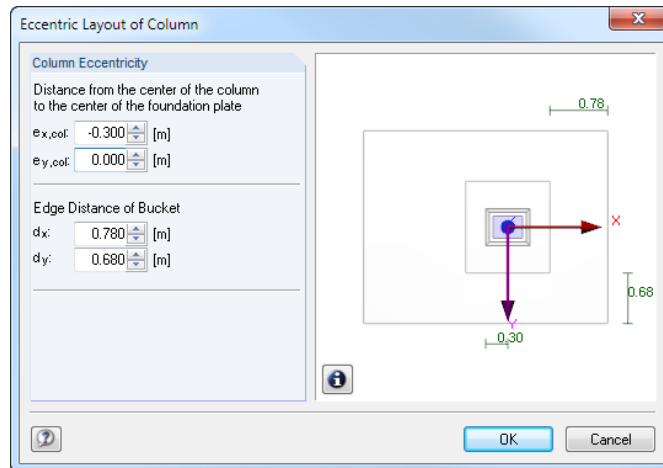 Eccentric Layout of Column
Column Eccentricity
Distance from the center of the column
to the center of the foundation plate
ex,col: -0.300 [m]
ey,col: 0.000 [m]
Edge Distance of Bucket
dx: 0.780 [m]
dy: 0.680 [m]
0.78
X
0.68
Y
0.30
OK Cancel